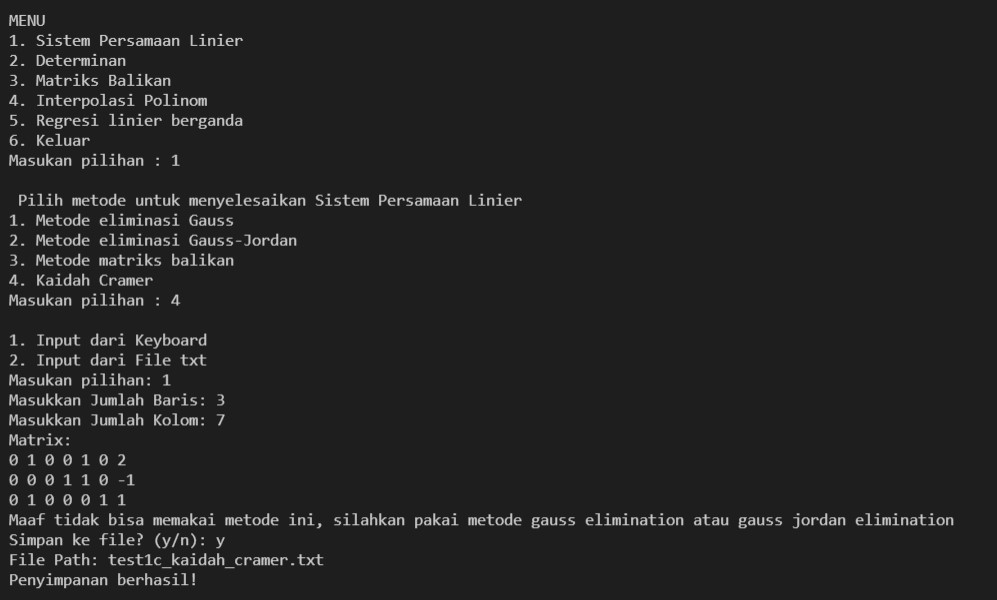 MENU
1. Sistem Persamaan Linier
2. Determinan
3. Matriks Balikan
4. Interpolasi Polinom
5. Regresi linier berganda
6. Keluar
Masukan pilihan : 1
Pilih metode untuk menyelesaikan Sistem Persamaan Linier
1. Metode eliminasi Gauss
2. Metode eliminasi Gauss-Jordan
3. Metode matriks balikan
4. Kaidah Cramer
Masukan pilihan : 4
1. Input dari Keyboard
2. Input dari File txt
Masukan pilihan: 1
Masukkan Jumlah Baris: 3
Masukkan Jumlah Kolom: 7
Matrix:
0 1 0 0 1 0 2
0 0 0 1 1 0 -1
0 1 0 0 0 1 1
Maaf tidak bisa memakai metode ini, silahkan pakai metode gauss elimination atau gauss jordan elimination
Simpan ke file? (y/n): y
File Path: test1c_kaidah_cramer.txt
Penyimpanan berhasil!